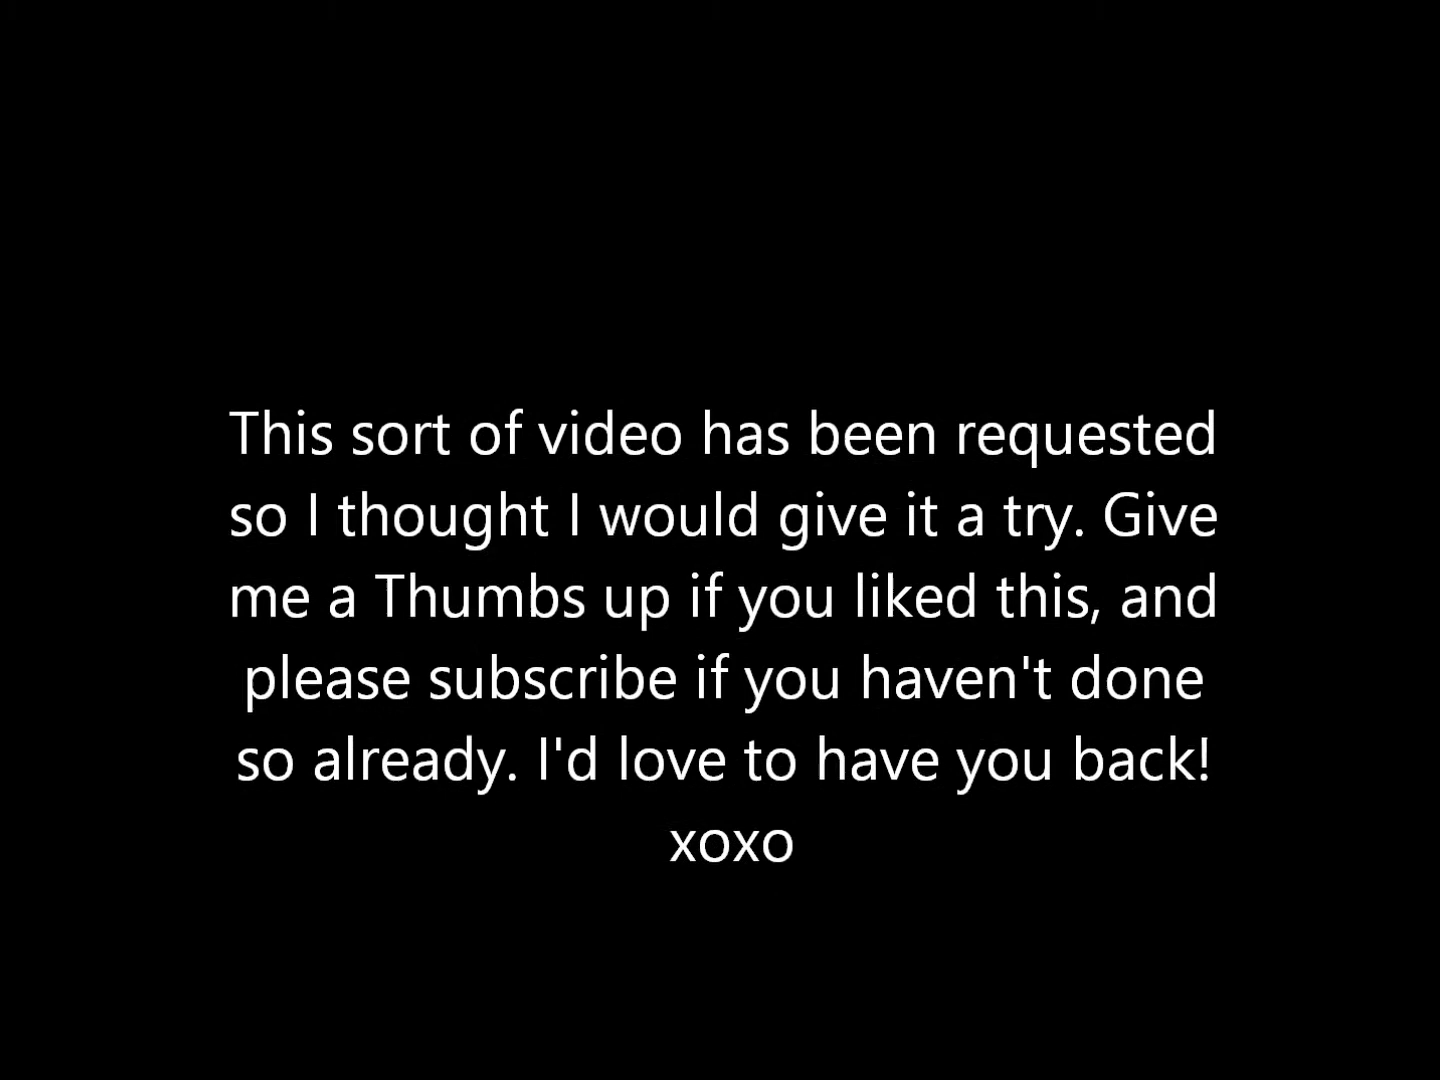 This sort of video has been requested
so I thought I would give it a try. Give
me a Thumbs up if you liked this, and
please subscribe if you haven't done
so already. I'd love to have you back!
xoxo